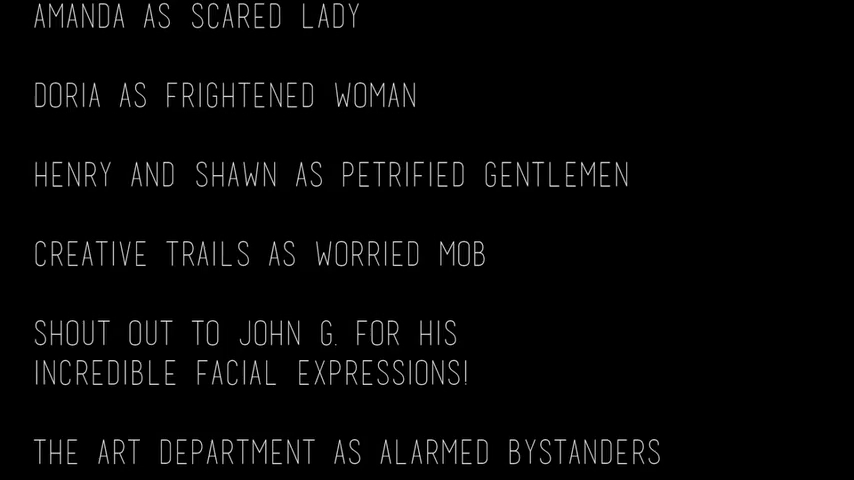 AMANDA AS SCARED LADY
DORIA AS FRIGHTENED WOMAN
HENRY AND SHAWN AS PETRIFIED GENTLEMEN
CREATIVE TRAILS AS WORRIED MOB
SHOUT OUT TO JOHN G. FOR HIS
INCREDIBLE FACIAL EXPRESSIONS!
THE ART DEPARTMENT AS ALARMED BYSTANDERS